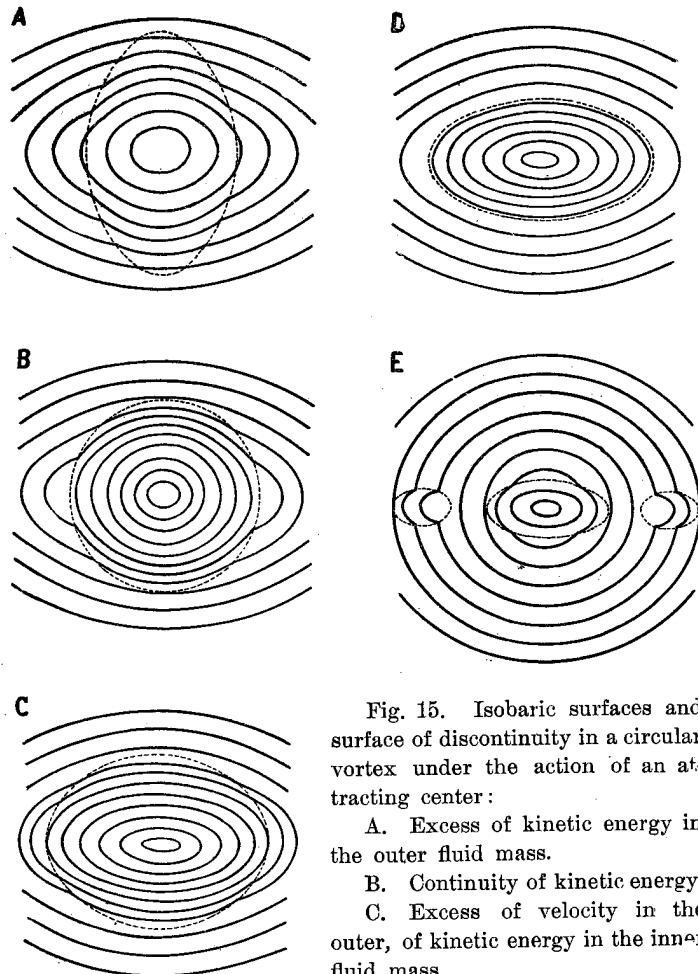 A
D
B
E
C
Fig. 15. Isobaric surfaces and
surface of discontinuity in a circular
vortex under the action of an at-
tracting center:
A. Excess of kinetic energy in
the outer fluid mass.
B. Continuity of kinetic energy
C. Excess of velocity in the
outer, of kinetic energy in the inner
fluid mass